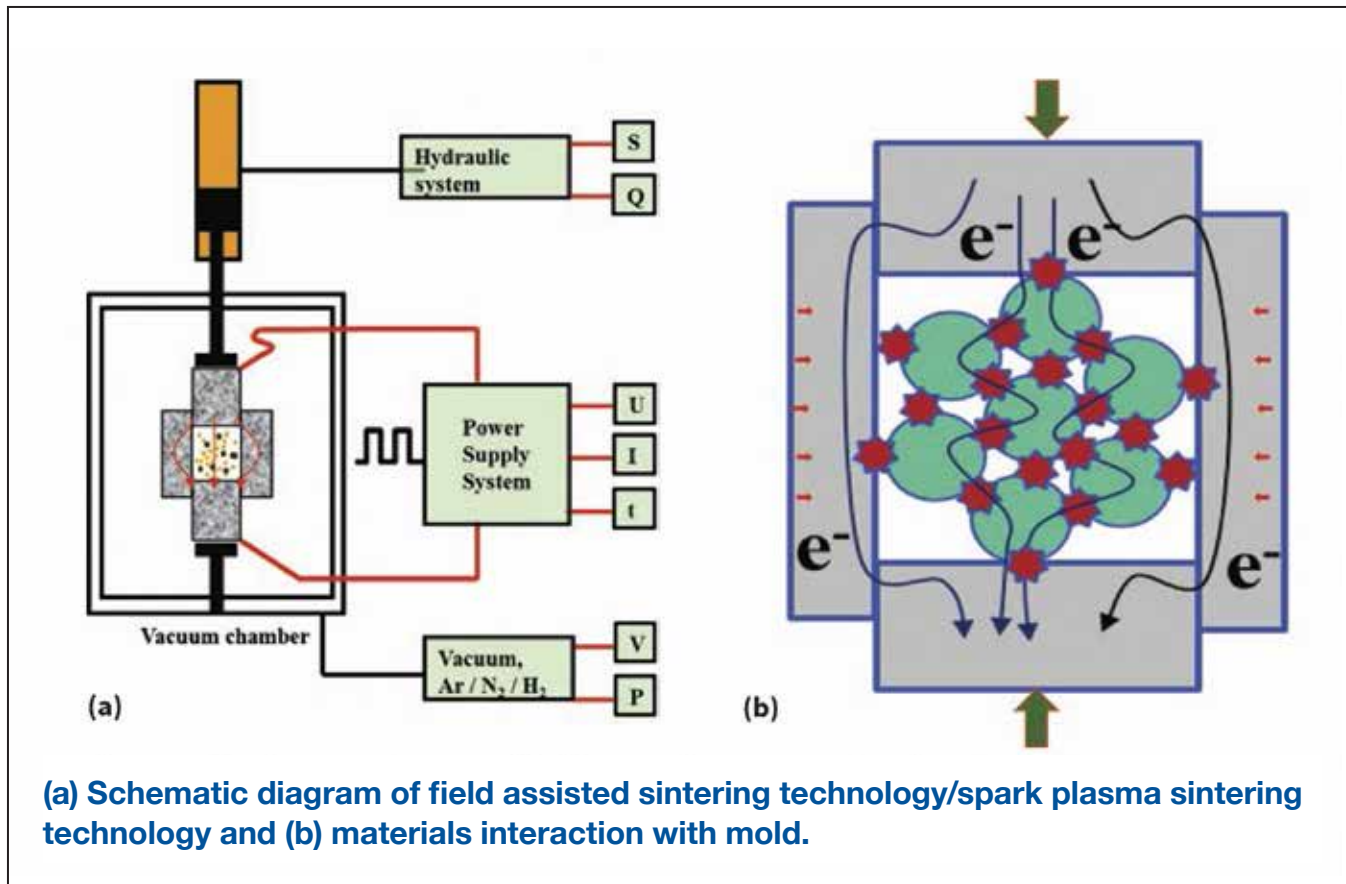 Hydraulic
system
S
Q
Power
Supply
System
U
I
t
Vacuum chamber
Vacuum,
Ar / N₂ / H₂
V
P
(a)
e⁻
e⁻
e⁻
e⁻
(b)
(a) Schematic diagram of field assisted sintering technology/spark plasma sintering
technology and (b) materials interaction with mold.